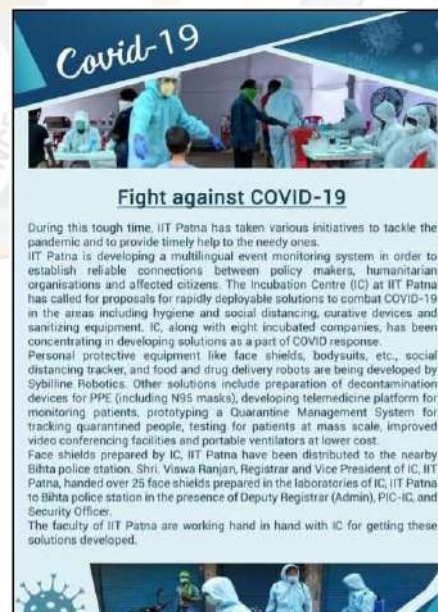 Covid-19
Fight against COVID-19
During this tough time, IIT Patna has taken various initiatives to tackle the
pandemic and to provide timely help to the needy ones.
IIT Patna is developing a multilingual event monitoring system in order to
establish reliable connections between policy makers, humanitarian
organisations and affected citizens. The Incubation Centre (IC) at IIT Patna
has called for proposals for rapidly deployable solutions to combat COVID-19
in the areas including hygiene and social distancing, curative devices and
sanitizing equipment. IC, along with eight incubated companies, has been
concentrating in developing solutions as a part of COVID response.
Personal protective equipment like face shields, bodysuits, etc., social
distancing tracker, and food and drug delivery robots are being developed by
Sybilline Robotics. Other solutions include preparation of decontamination
devices for PPE (including N95 masks), developing telemedicine platform for
monitoring patients, prototyping a Quarantine Management System for
tracking quarantined people, testing for patients at mass scale, improved
video conferencing facilities and portable ventilators at lower cost.
Face shields prepared by IC, IIT Patna have been distributed to the nearby
Bihta police station. Shri. Viswa Ranjan, Registrar and Vice President of IC, IIT
Patna, handed over 25 face shields prepared in the laboratories of IC, IIT Patna
to Bihta police station in the presence of Deputy Registrar (Admin), PIC-IC, and
Security Officer.
The faculty of IIT Patna are working hand in hand with IC for getting these
solutions developed.